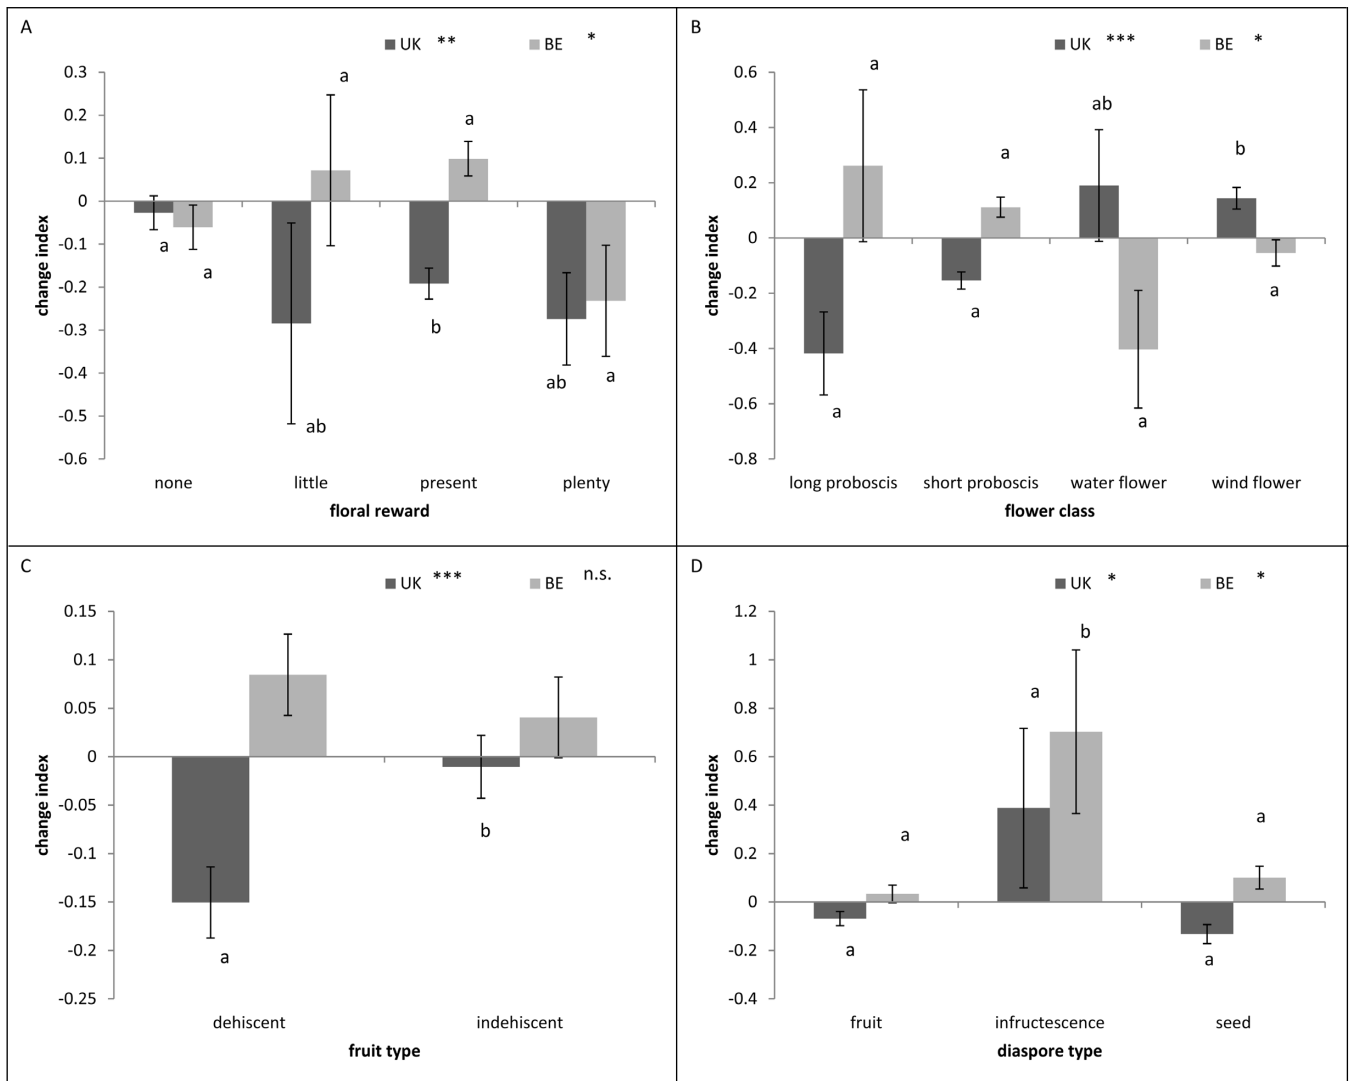 A
UK ** BE *
0.3
0.2
0.1
0
-0.1
-0.2
-0.3
-0.4
-0.5
-0.6
change index
a
a
ab
a
b
a
ab
a
none little present plenty
floral reward
B
UK *** BE *
0.6
0.4
0.2
0
-0.2
-0.4
-0.6
-0.8
change index
a
a
a
a
ab
a
b
a
long proboscis short proboscis water flower wind flower
flower class
C
UK *** BE n.s.
0.15
0.1
0.05
0
-0.05
-0.1
-0.15
-0.2
-0.25
change index
a
b
dehiscent indehiscent
fruit type
D
UK * BE *
1.2
1
0.8
0.6
0.4
0.2
0
-0.2
-0.4
change index
a
a
a
b
a
a
fruit infructescence seed
diaspore type